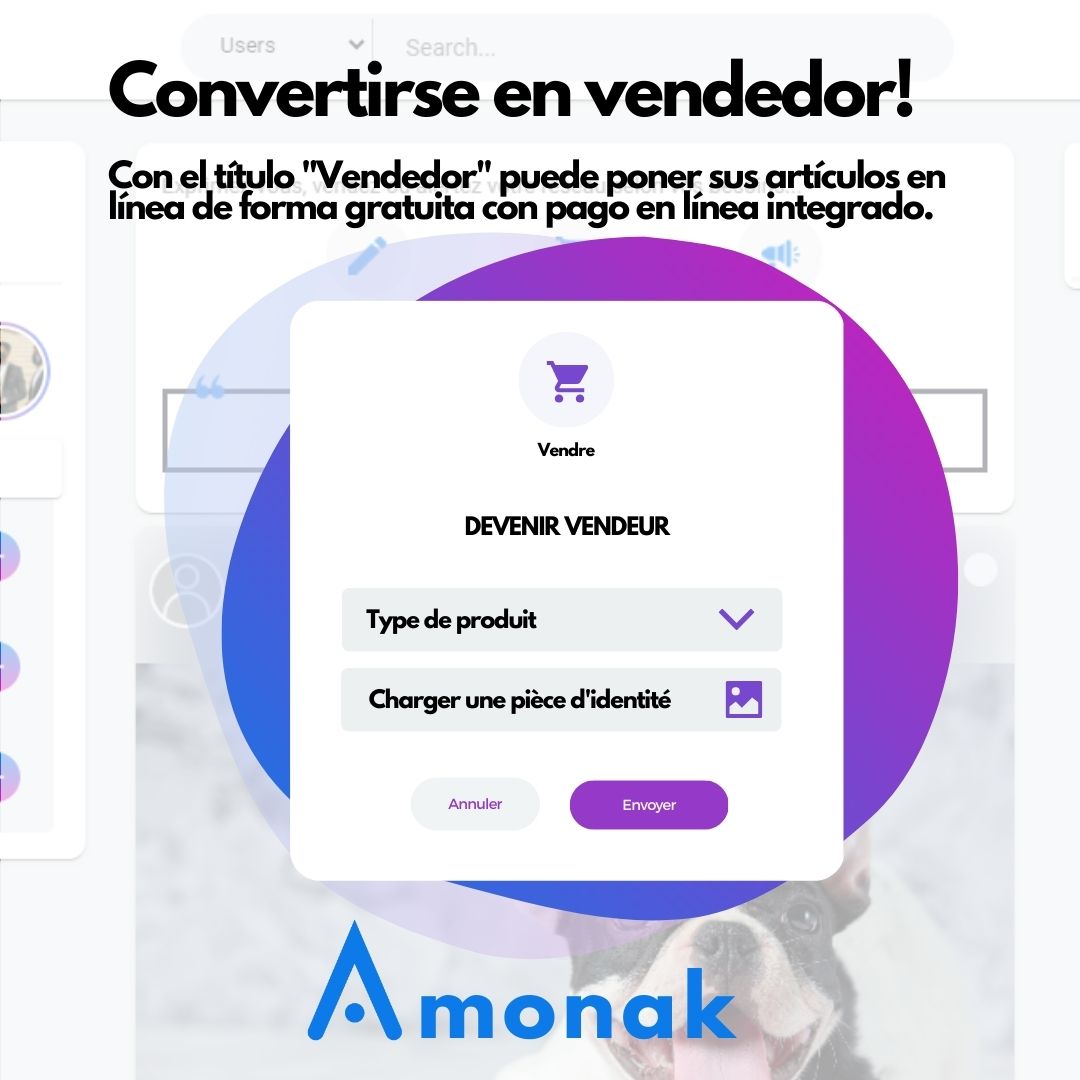 Users
Search...
Convertirse en vendedor!
Con el título "Vendedor" puede poner sus artículos en
línea de forma gratuita con pago en línea integrado.
Vendre
DEVENIR VENDEUR
Type de produit
Charger une pièce d'identité
Annuler
Envoyer
Amonak